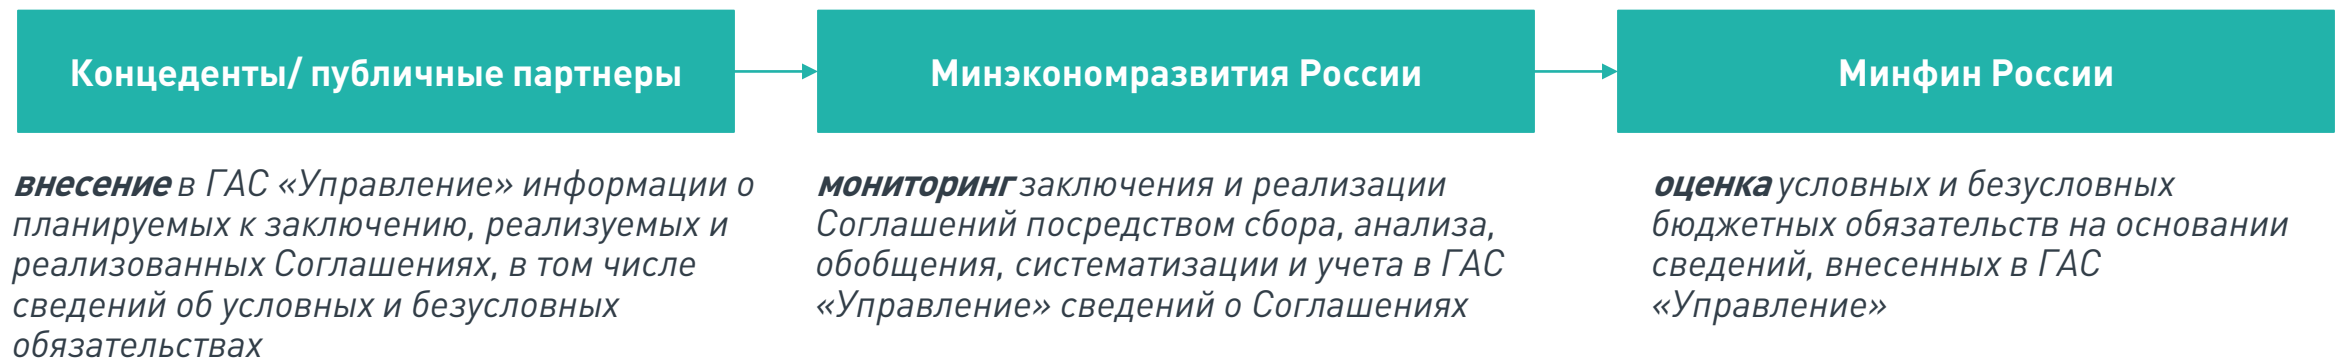 Концеденты/ публичные партнеры
Минэкономразвития России
Минфин России
внесение в ГАС «Управление» информации о
планируемых к заключению, реализуемых и
реализованных Соглашениях, в том числе
сведений об условных и безусловных
обязательствах
мониторинг заключения и реализации
Соглашений посредством сбора, анализа,
обобщения, систематизации и учета в ГАС
«Управление» сведений о Соглашениях
оценка условных и безусловных
бюджетных обязательств на основании
сведений, внесенных в ГАС
«Управление»